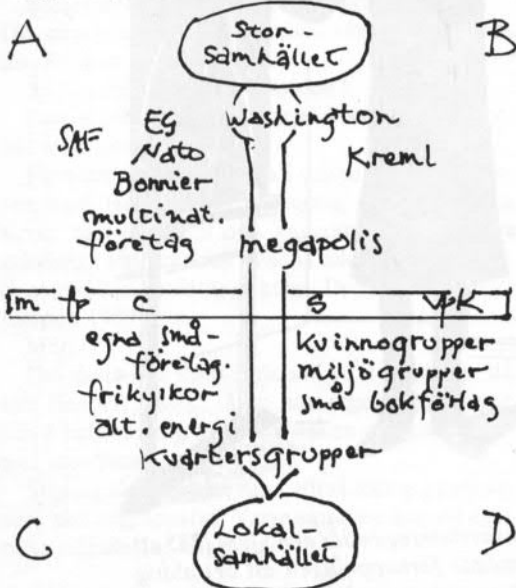 A
Stor-
samhället
B
SAF
EG
Nato
Bonnier
multinat.
företag
Washington
Kreml
megapolis
m fp c s vpk
egna små-
företag.
frikyrkor
alt. energi
kvinnogrupper
miljögrupper
små bokförlag
kvartersgrupper
C
Lokal-
samhället
D